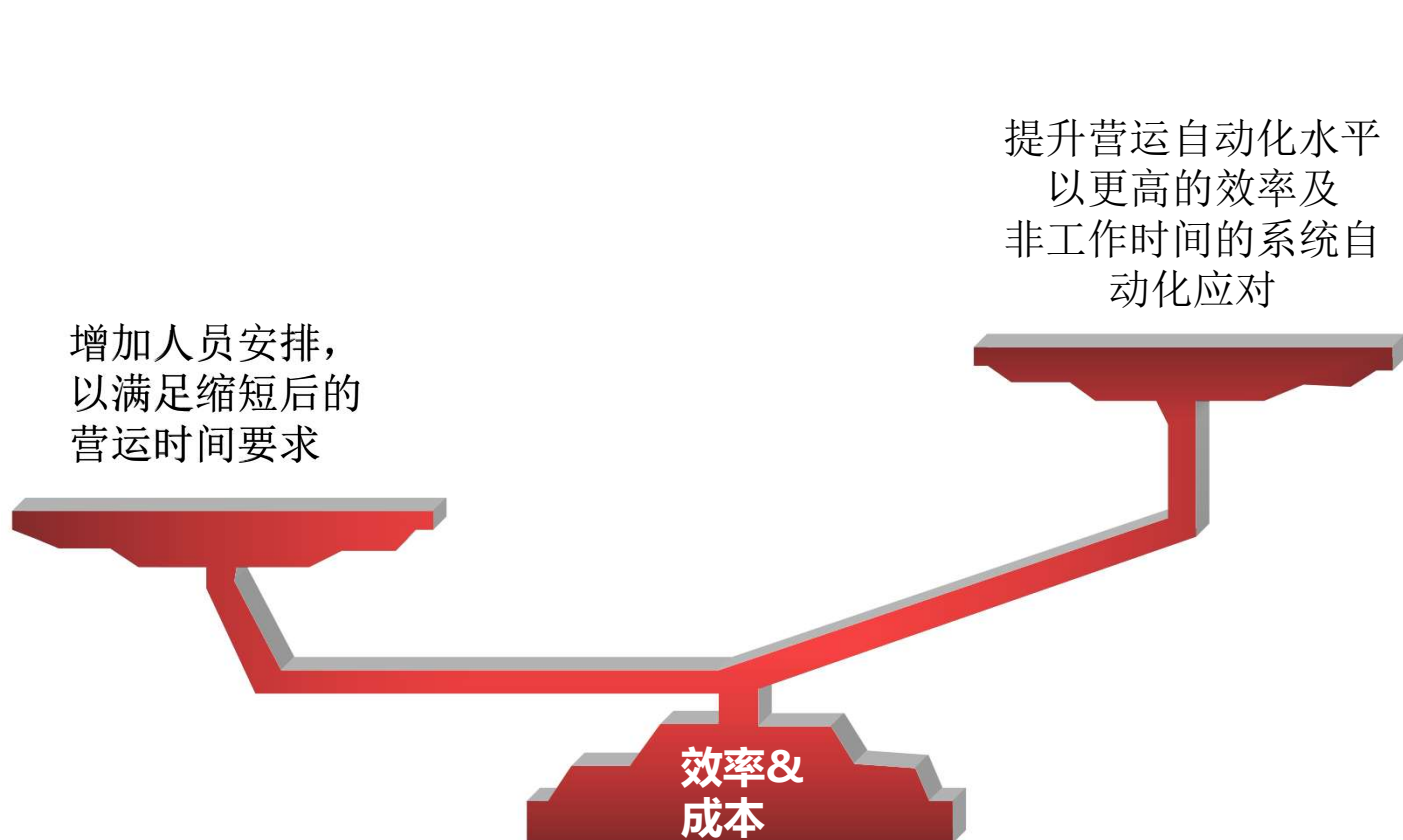 增加人员安排，
以满足缩短后的
营运时间要求
提升营运自动化水平
以更高的效率及
非工作时间的系统自
动化应对
效率&
成本